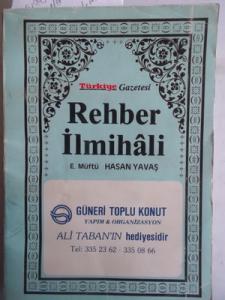 Türkiye Gazetesi
Rehber
İlmihâli
E. Müftü HASAN YAVAŞ
GÜNERİ TOPLU KONUT
YAPIM & ORGANİZASYON
ALİ TABAN'IN hediyesidir
Tel: 335 23 62 - 335 08 66